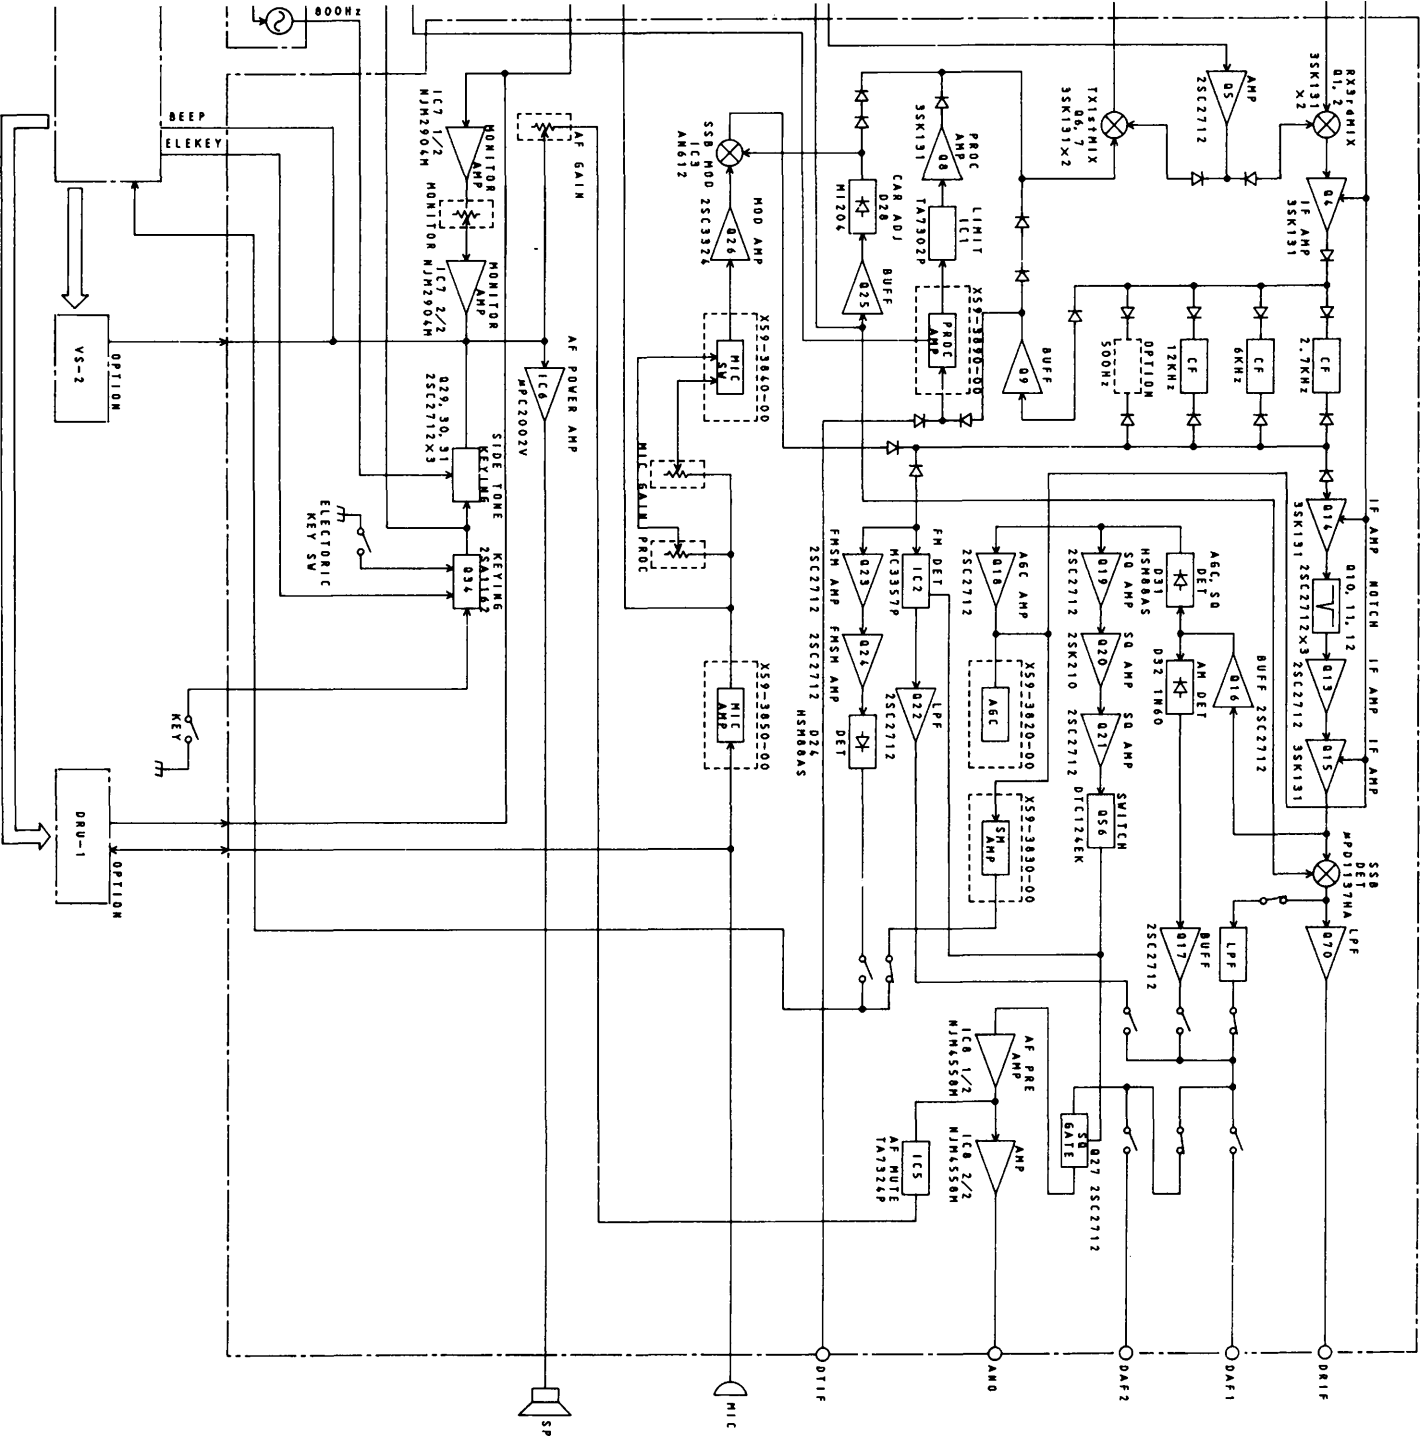 800Hz
BEEP
ELEKEY
RX3rdMIX
Q1, 2
3SK131
×2
AMP
Q5
2SC2712
TX1stMIX
Q6, 7
3SK131×2
Q4
IF AMP
3SK131
PROC
AMP
Q8
3SK131
LIMIT
IC1
TA7302P
CAR ADJ
D28
MI204
BUFF
Q25
SSB MOD
IC3
AN612
MOD AMP
Q26
2SC3324
AF GAIN
MONITOR
AMP
IC7 1/2
NJM2904M
MONITOR
MONITOR
AMP
IC7 2/2
NJM2904M
X59-3890-00
PROC
AMP
BUFF
Q9
CF
2.7KHz
CF
6KHz
CF
12KHz
OPTION
500Hz
X59-3840-00
MIC
SW
AF POWER AMP
IC6
μPC2002V
VS-2
OPTION
SIDE TONE
KEYING
Q29, 30, 31
2SC2712×3
KEYING
Q34
2SA1162
ELECTORIC
KEY SW
KEY
MIC GAIN
PROC
IF AMP
Q14
3SK131
NOTCH
Q10, 11, 12
2SC2712×3
IF AMP
Q13
2SC2712
IF AMP
Q15
3SK131
AGC, SQ
DET
D31
HSM88AS
SQ AMP
Q19
2SC2712
SQ AMP
Q20
2SK210
SQ AMP
Q21
2SC2712
SWITCH
Q56
DTC124EK
AM DET
D32 1N60
BUFF 2SC2712
Q16
AGC AMP
Q18
2SC2712
X59-3820-00
AGC
X59-3830-00
SM
AMP
FM DET
IC2
MC3357P
LPF
Q22
2SC2712
FMSM AMP
Q23
2SC2712
FMSM AMP
Q24
2SC2712
DET
D24
HSM88AS
X59-3850-00
MIC
AMP
DRU-1
OPTION
SSB
DET
μPD1137HA
LPF
Q70
LPF
BUFF
Q17
2SC2712
AF PRE
AMP
IC8 1/2
NJM4558M
AMP
IC8 2/2
NJM4558M
SQ
GATE
Q27 2SC2712
IC5
AF MUTE
TA7324P
DRIF
DAF1
DAF2
ANO
DTIF
MIC
SP